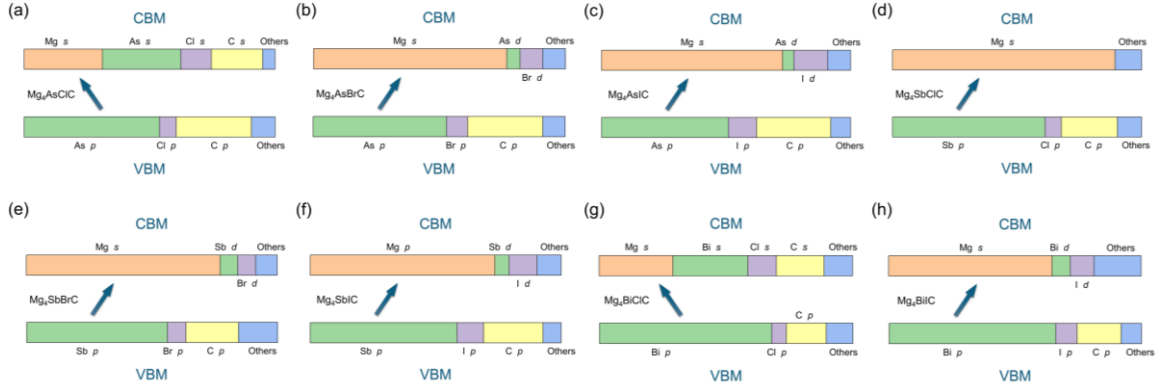 (a)
CBM
Mg s As s Cl s C s Others
Mg₄AsClC
As p Cl p C p Others
VBM
(b)
CBM
Mg s As d Others
Br d
Mg₄AsBrC
As p Br p C p Others
VBM
(c)
CBM
Mg s As d Others
I d
Mg₄AsIC
As p I p C p Others
VBM
(d)
CBM
Mg s Others
Mg₄SbClC
Sb p Cl p C p Others
VBM
(e)
CBM
Mg s Sb d Others
Br d
Mg₄SbBrC
Sb p Br p C p Others
VBM
(f)
CBM
Mg p Sb d Others
I d
Mg₄SbIC
Sb p I p C p Others
VBM
(g)
CBM
Mg s Bi s Cl s C s Others
Mg₄BiClC
C p
Bi p Cl p Others
VBM
(h)
CBM
Mg s Bi d Others
I d
Mg₄BiIC
Bi p I p C p Others
VBM